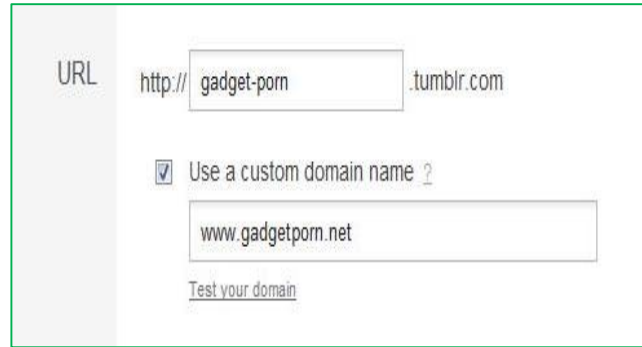 URL http:// gadget-porn .tumblr.com
Use a custom domain name ?
www.gadgetporn.net
Test your domain